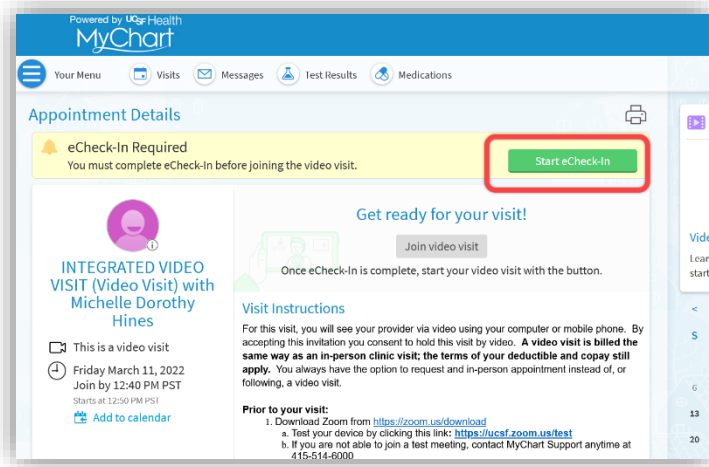 Powered by UCSF Health
MyChart
Your Menu
Visits
Messages
Test Results
Medications
Appointment Details
eCheck-In Required
You must complete eCheck-In before joining the video visit.
Start eCheck-In
INTEGRATED VIDEO
VISIT (Video Visit) with
Michelle Dorothy
Hines
This is a video visit
Friday March 11, 2022
Join by 12:40 PM PST
Starts at 12:50 PM PST
Add to calendar
Get ready for your visit!
Join video visit
Once eCheck-In is complete, start your video visit with the button.
Visit Instructions
For this visit, you will see your provider via video using your computer or mobile phone. By
accepting this invitation you consent to hold this visit by video. A video visit is billed the
same way as an in-person clinic visit; the terms of your deductible and copay still
apply. You always have the option to request and in-person appointment instead of, or
following, a video visit.
Prior to your visit:
1. Download Zoom from https://zoom.us/download
a. Test your device by clicking this link: https://ucsf.zoom.us/test
b. If you are not able to join a test meeting, contact MyChart Support anytime at
415-514-6000
Vide
Lear
start
<
S
6
13
20